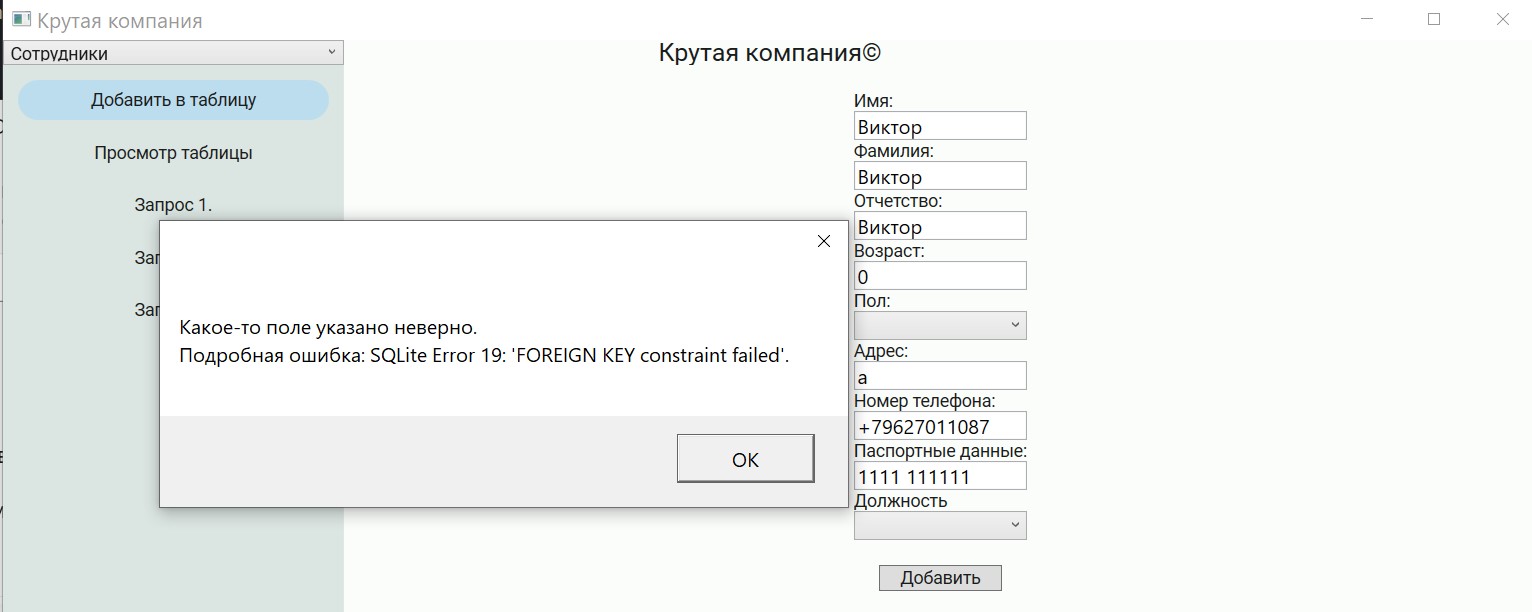 Крутая компания
Сотрудники
Крутая компания©
Добавить в таблицу
Просмотр таблицы
Запрос 1.
Зап
Зап
Какое-то поле указано неверно.
Подробная ошибка: SQLite Error 19: 'FOREIGN KEY constraint failed'.
OK
Имя:
Виктор
Фамилия:
Виктор
Отчетство:
Виктор
Возраст:
0
Пол:
Адрес:
а
Номер телефона:
+79627011087
Паспортные данные:
1111 111111
Должность
Добавить